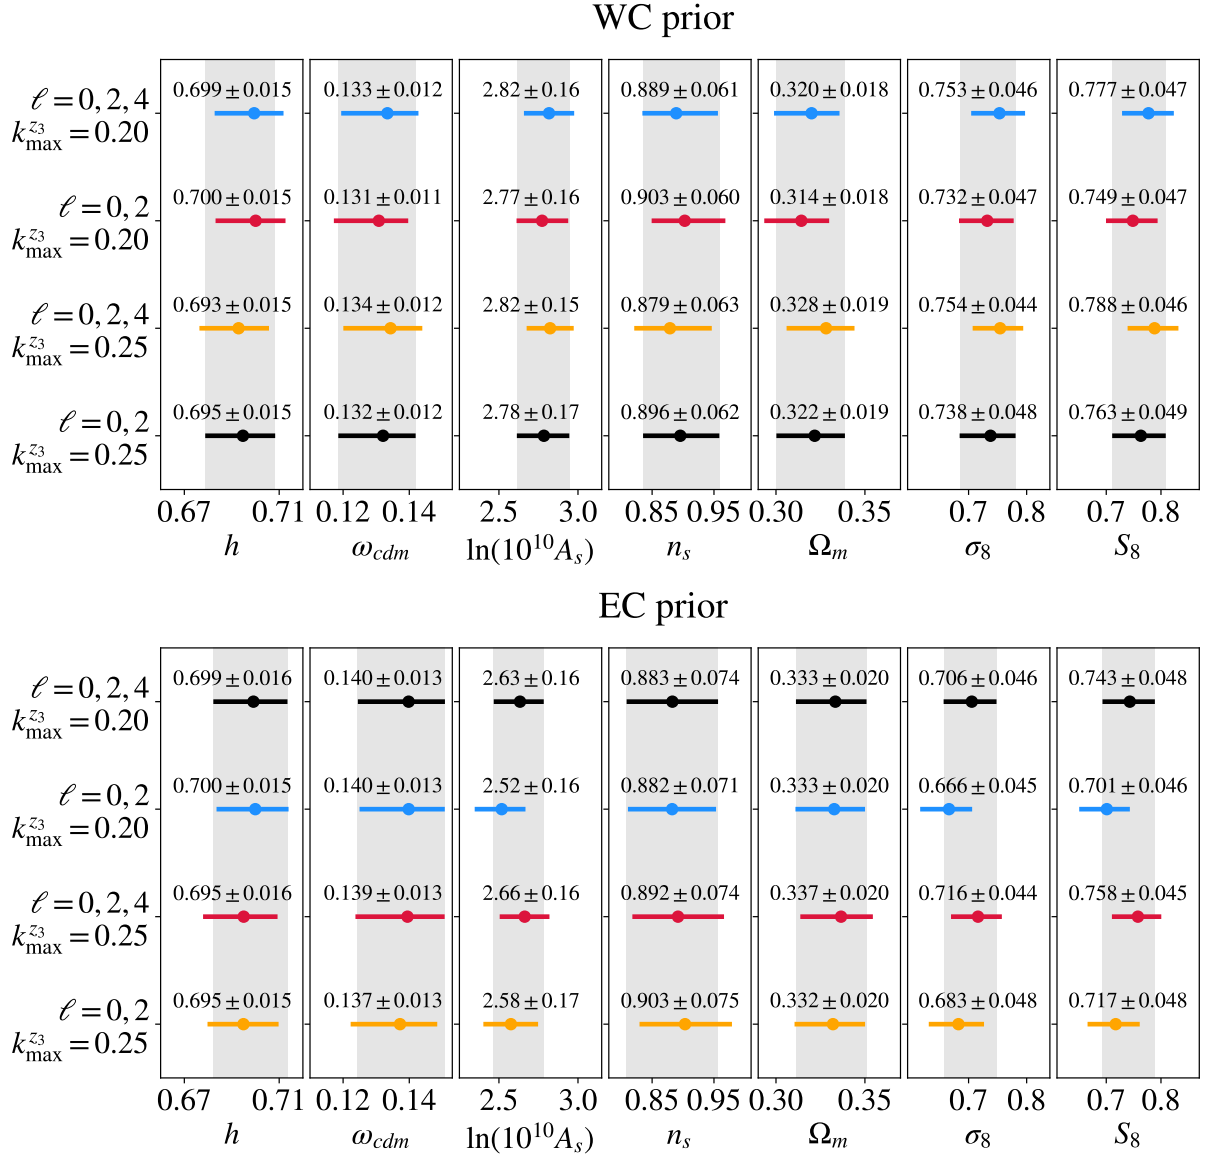 WC prior
0.699 ± 0.015 0.133 ± 0.012 2.82 ± 0.16 0.889 ± 0.061 0.320 ± 0.018 0.753 ± 0.046 0.777 ± 0.047
ℓ = 0, 2, 4
k_max^{z_3} = 0.20
0.700 ± 0.015 0.131 ± 0.011 2.77 ± 0.16 0.903 ± 0.060 0.314 ± 0.018 0.732 ± 0.047 0.749 ± 0.047
ℓ = 0, 2
k_max^{z_3} = 0.20
0.693 ± 0.015 0.134 ± 0.012 2.82 ± 0.15 0.879 ± 0.063 0.328 ± 0.019 0.754 ± 0.044 0.788 ± 0.046
ℓ = 0, 2, 4
k_max^{z_3} = 0.25
0.695 ± 0.015 0.132 ± 0.012 2.78 ± 0.17 0.896 ± 0.062 0.322 ± 0.019 0.738 ± 0.048 0.763 ± 0.049
ℓ = 0, 2
k_max^{z_3} = 0.25
0.67 0.71 0.12 0.14 2.5 3.0 0.85 0.95 0.30 0.35 0.7 0.8 0.7 0.8
h ω_cdm ln(10^10 A_s) n_s Ω_m σ_8 S_8
EC prior
0.699 ± 0.016 0.140 ± 0.013 2.63 ± 0.16 0.883 ± 0.074 0.333 ± 0.020 0.706 ± 0.046 0.743 ± 0.048
ℓ = 0, 2, 4
k_max^{z_3} = 0.20
0.700 ± 0.015 0.140 ± 0.013 2.52 ± 0.16 0.882 ± 0.071 0.333 ± 0.020 0.666 ± 0.045 0.701 ± 0.046
ℓ = 0, 2
k_max^{z_3} = 0.20
0.695 ± 0.016 0.139 ± 0.013 2.66 ± 0.16 0.892 ± 0.074 0.337 ± 0.020 0.716 ± 0.044 0.758 ± 0.045
ℓ = 0, 2, 4
k_max^{z_3} = 0.25
0.695 ± 0.015 0.137 ± 0.013 2.58 ± 0.17 0.903 ± 0.075 0.332 ± 0.020 0.683 ± 0.048 0.717 ± 0.048
ℓ = 0, 2
k_max^{z_3} = 0.25
0.67 0.71 0.12 0.14 2.5 3.0 0.85 0.95 0.30 0.35 0.7 0.8 0.7 0.8
h ω_cdm ln(10^10 A_s) n_s Ω_m σ_8 S_8